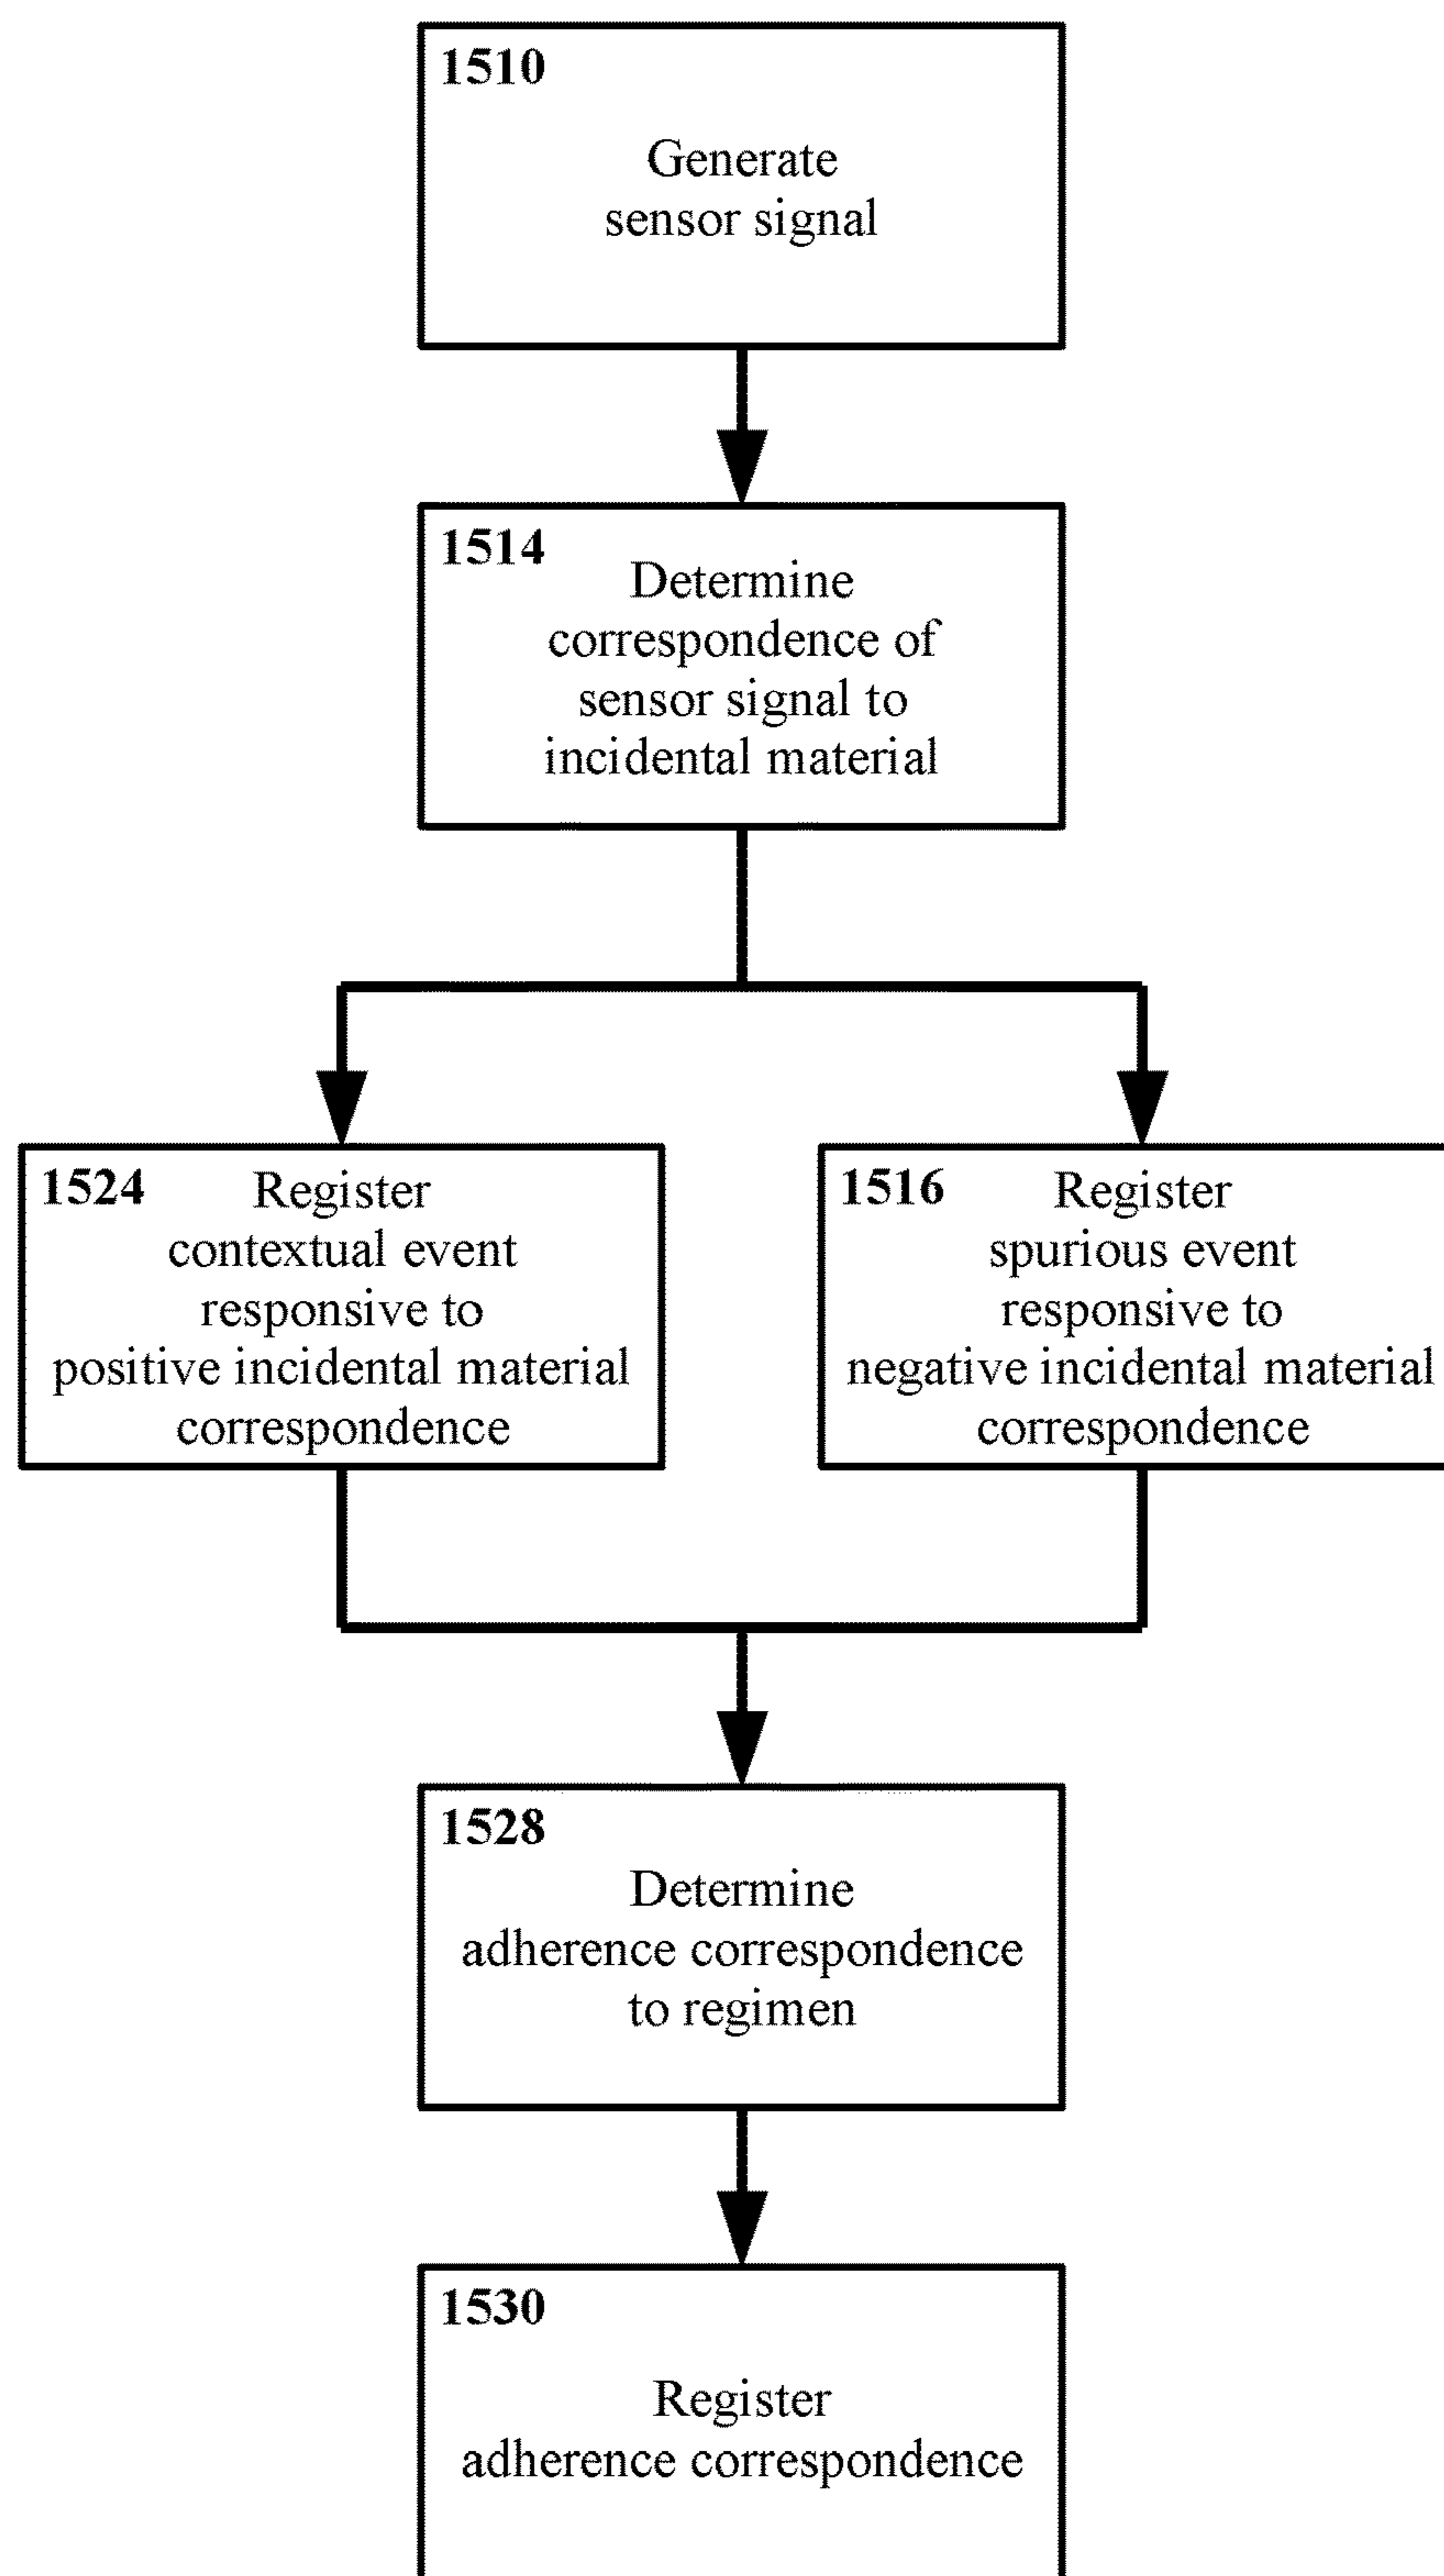 1510
Generate
sensor signal
1514
Determine
correspondence of
sensor signal to
incidental material
1524
Register
contextual event
responsive to
positive incidental material
correspondence
1516
Register
spurious event
responsive to
negative incidental material
correspondence
1528
Determine
adherence correspondence
to regimen
1530
Register
adherence correspondence